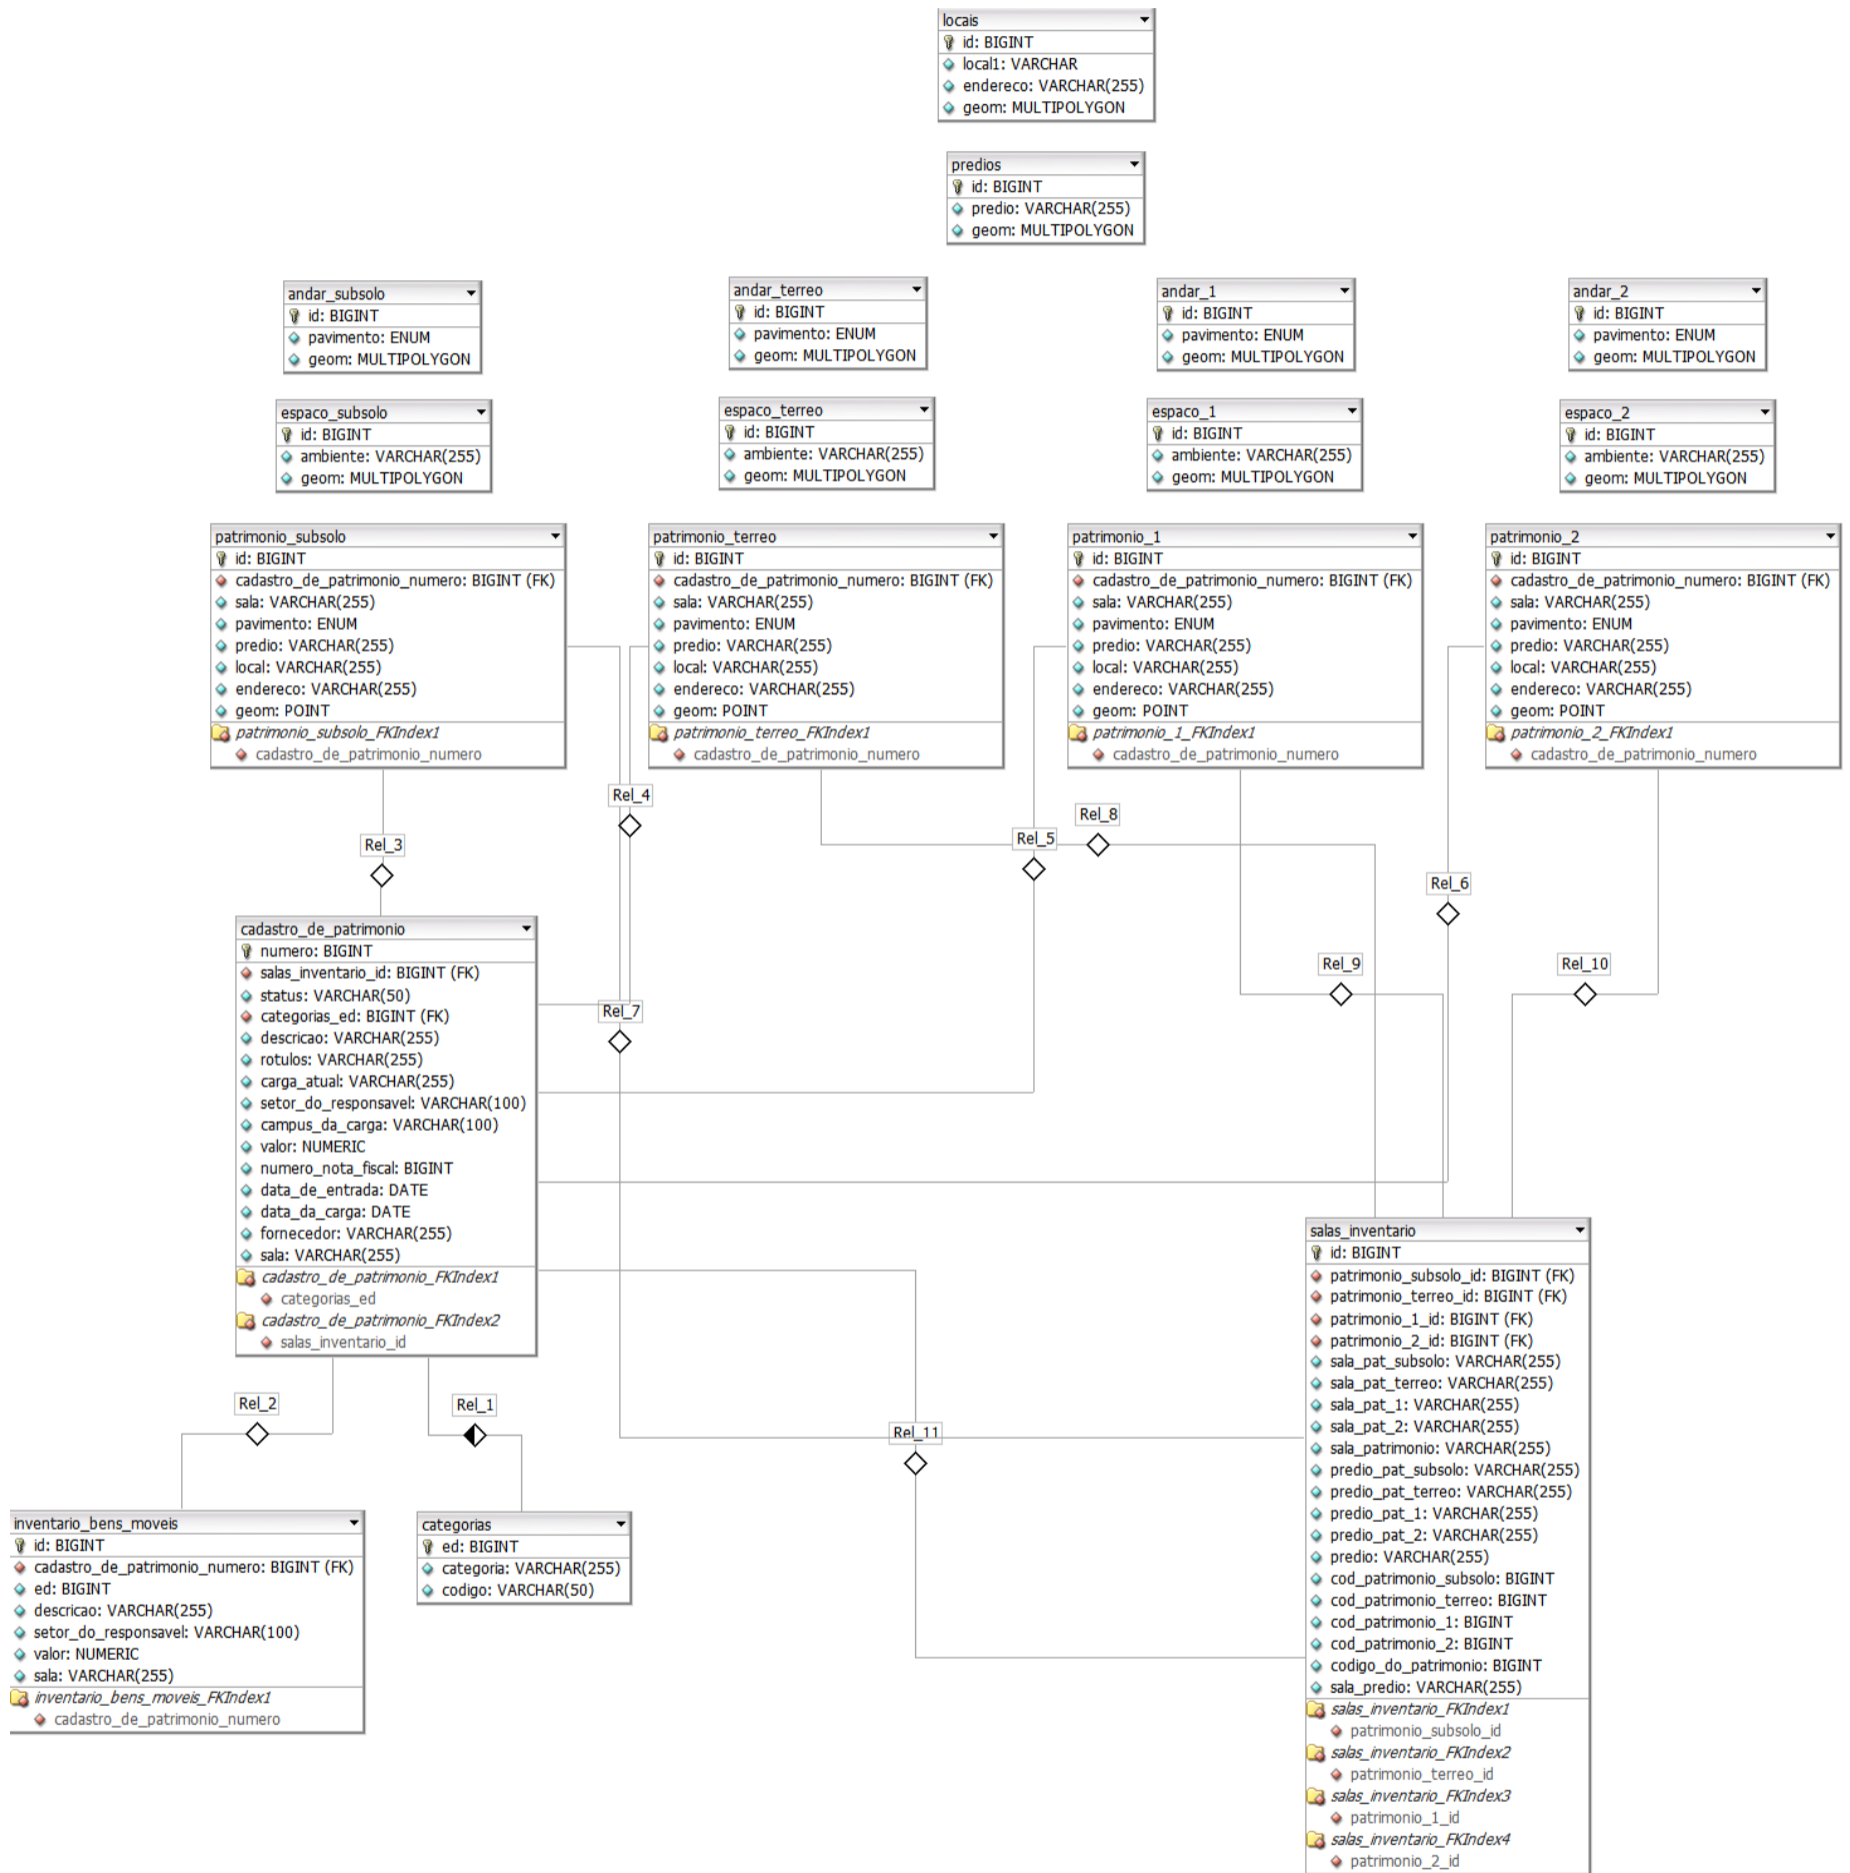 locais
id: BIGINT
local1: VARCHAR
endereco: VARCHAR(255)
geom: MULTIPOLYGON
predios
id: BIGINT
predio: VARCHAR(255)
geom: MULTIPOLYGON
andar_subsolo
id: BIGINT
pavimento: ENUM
geom: MULTIPOLYGON
andar_terreo
id: BIGINT
pavimento: ENUM
geom: MULTIPOLYGON
andar_1
id: BIGINT
pavimento: ENUM
geom: MULTIPOLYGON
andar_2
id: BIGINT
pavimento: ENUM
geom: MULTIPOLYGON
espaco_subsolo
id: BIGINT
ambiente: VARCHAR(255)
geom: MULTIPOLYGON
espaco_terreo
id: BIGINT
ambiente: VARCHAR(255)
geom: MULTIPOLYGON
espaco_1
id: BIGINT
ambiente: VARCHAR(255)
geom: MULTIPOLYGON
espaco_2
id: BIGINT
ambiente: VARCHAR(255)
geom: MULTIPOLYGON
patrimonio_subsolo
id: BIGINT
cadastro_de_patrimonio_numero: BIGINT (FK)
sala: VARCHAR(255)
pavimento: ENUM
predio: VARCHAR(255)
local: VARCHAR(255)
endereco: VARCHAR(255)
geom: POINT
patrimonio_subsolo_FKIndex1
cadastro_de_patrimonio_numero
patrimonio_terreo
id: BIGINT
cadastro_de_patrimonio_numero: BIGINT (FK)
sala: VARCHAR(255)
pavimento: ENUM
predio: VARCHAR(255)
local: VARCHAR(255)
endereco: VARCHAR(255)
geom: POINT
patrimonio_terreo_FKIndex1
cadastro_de_patrimonio_numero
patrimonio_1
id: BIGINT
cadastro_de_patrimonio_numero: BIGINT (FK)
sala: VARCHAR(255)
pavimento: ENUM
predio: VARCHAR(255)
local: VARCHAR(255)
endereco: VARCHAR(255)
geom: POINT
patrimonio_1_FKIndex1
cadastro_de_patrimonio_numero
patrimonio_2
id: BIGINT
cadastro_de_patrimonio_numero: BIGINT (FK)
sala: VARCHAR(255)
pavimento: ENUM
predio: VARCHAR(255)
local: VARCHAR(255)
endereco: VARCHAR(255)
geom: POINT
patrimonio_2_FKIndex1
cadastro_de_patrimonio_numero
Rel_4
Rel_8
Rel_5
Rel_3
Rel_6
Rel_9
Rel_10
Rel_7
cadastro_de_patrimonio
numero: BIGINT
salas_inventario_id: BIGINT (FK)
status: VARCHAR(50)
categorias_ed: BIGINT (FK)
descricao: VARCHAR(255)
rotulos: VARCHAR(255)
carga_atual: VARCHAR(255)
setor_do_responsavel: VARCHAR(100)
campus_da_carga: VARCHAR(100)
valor: NUMERIC
numero_nota_fiscal: BIGINT
data_de_entrada: DATE
data_da_carga: DATE
fornecedor: VARCHAR(255)
sala: VARCHAR(255)
cadastro_de_patrimonio_FKIndex1
categorias_ed
cadastro_de_patrimonio_FKIndex2
salas_inventario_id
Rel_2
Rel_1
Rel_11
inventario_bens_moveis
id: BIGINT
cadastro_de_patrimonio_numero: BIGINT (FK)
ed: BIGINT
descricao: VARCHAR(255)
setor_do_responsavel: VARCHAR(100)
valor: NUMERIC
sala: VARCHAR(255)
inventario_bens_moveis_FKIndex1
cadastro_de_patrimonio_numero
categorias
ed: BIGINT
categoria: VARCHAR(255)
codigo: VARCHAR(50)
salas_inventario
id: BIGINT
patrimonio_subsolo_id: BIGINT (FK)
patrimonio_terreo_id: BIGINT (FK)
patrimonio_1_id: BIGINT (FK)
patrimonio_2_id: BIGINT (FK)
sala_pat_subsolo: VARCHAR(255)
sala_pat_terreo: VARCHAR(255)
sala_pat_1: VARCHAR(255)
sala_pat_2: VARCHAR(255)
sala_patrimonio: VARCHAR(255)
predio_pat_subsolo: VARCHAR(255)
predio_pat_terreo: VARCHAR(255)
predio_pat_1: VARCHAR(255)
predio_pat_2: VARCHAR(255)
predio: VARCHAR(255)
cod_patrimonio_subsolo: BIGINT
cod_patrimonio_terreo: BIGINT
cod_patrimonio_1: BIGINT
cod_patrimonio_2: BIGINT
codigo_do_patrimonio: BIGINT
sala_predio: VARCHAR(255)
salas_inventario_FKIndex1
patrimonio_subsolo_id
salas_inventario_FKIndex2
patrimonio_terreo_id
salas_inventario_FKIndex3
patrimonio_1_id
salas_inventario_FKIndex4
patrimonio_2_id